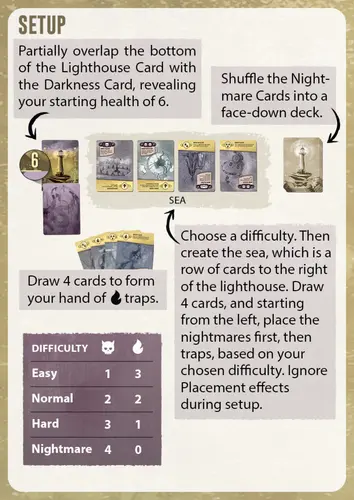 SETUP
Partially overlap the bottom
of the Lighthouse Card with
the Darkness Card, revealing
your starting health of 6.
Shuffle the Night-
mare Cards into a
face-down deck.
6
SEA
Draw 4 cards to form
your hand of traps.
Choose a difficulty. Then
create the sea, which is a
row of cards to the right
of the lighthouse. Draw
4 cards, and starting
from the left, place the
nightmares first, then
traps, based on your
chosen difficulty. Ignore
Placement effects
during setup.
DIFFICULTY
Easy 1 3
Normal 2 2
Hard 3 1
Nightmare 4 0